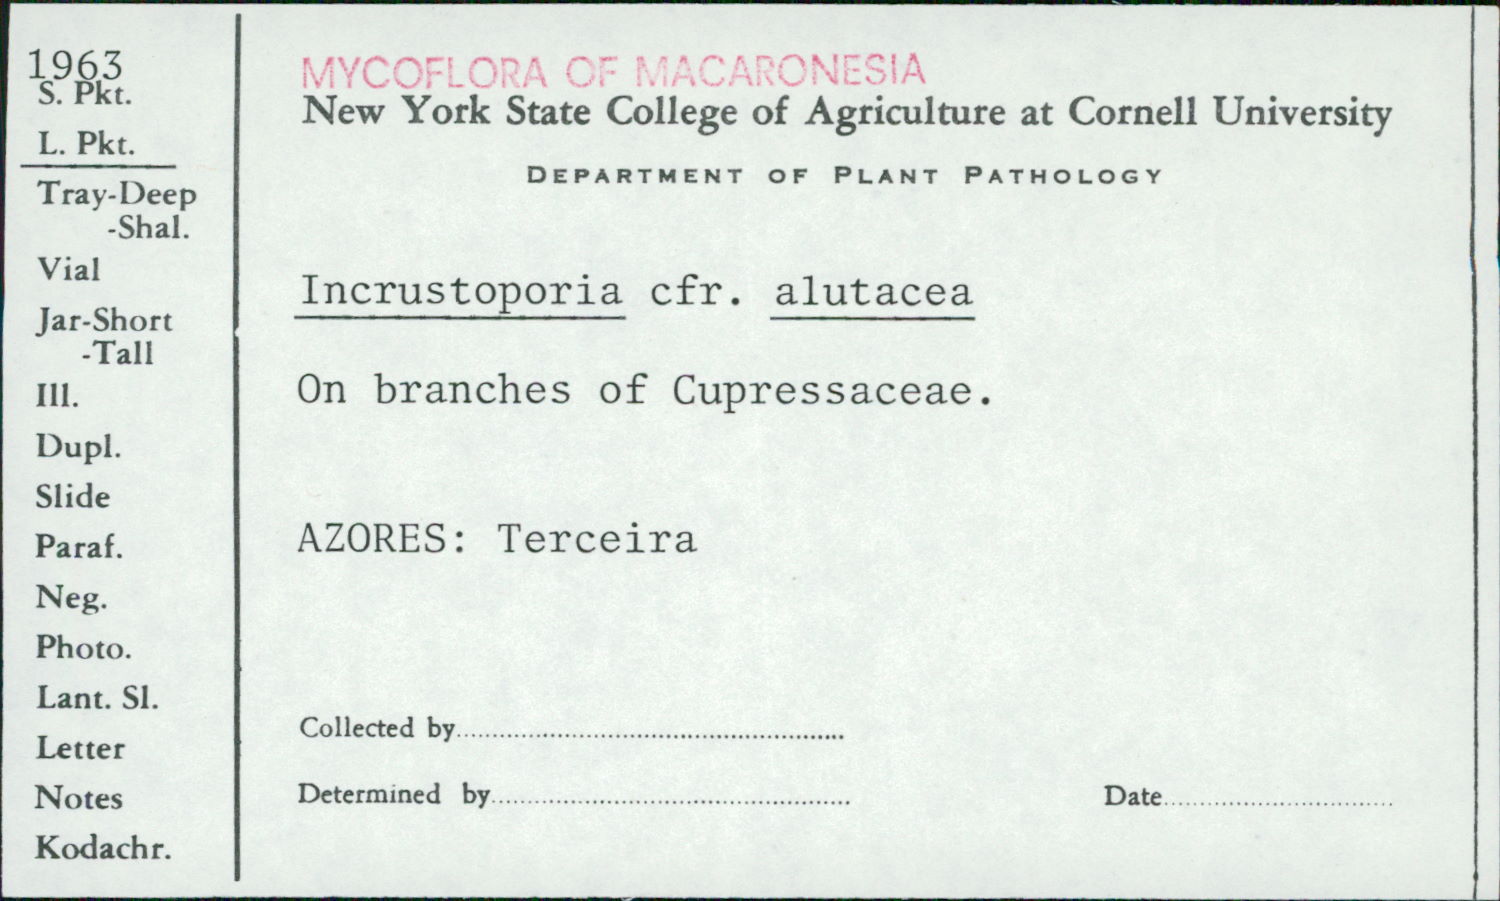 1963
S. Pkt.
L. Pkt.
Tray-Deep
-Shal.
Vial
Jar-Short
-Tall
Ill.
Dupl.
Slide
Paraf.
Neg.
Photo.
Lant. Sl.
Letter
Notes
Kodachr.
MYCOFLORA OF MACARONESIA
New York State College of Agriculture at Cornell University
DEPARTMENT OF PLANT PATHOLOGY
Incrustoporia cfr. alutacea
On branches of Cupressaceae.
AZORES: Terceira
Collected by
Determined by
Date